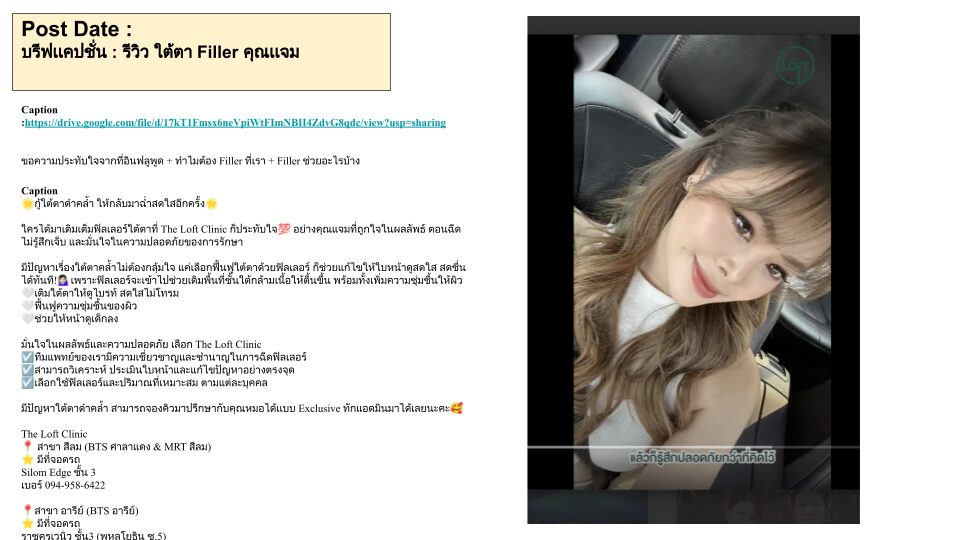 Post Date :
บรีฟแคปชั่น : รีวิว ใต้ตา Filler คุณแจม
Caption
:https://drive.google.com/file/d/17kT1Fmsx6neVpiWtFImNBII4ZdvG8qdc/view?usp=sharing
ขอความประทับใจจากที่อินฟลูพูด + ทำไมต้อง Filler ที่เรา + Filler ช่วยอะไรบ้าง
Caption
🌟กู้ใต้ตาดำคล้ำ ให้กลับมาฉ่ำสดใสอีกครั้ง🌟
ใครได้มาเติมเต็มฟิลเลอร์ใต้ตาที่ The Loft Clinic ก็ประทับใจ💯 อย่างคุณแจมที่ถูกใจในผลลัพธ์ ตอนฉีด
ไม่รู้สึกเจ็บ และมั่นใจในความปลอดภัยของการรักษา
มีปัญหาเรื่องใต้ตาคล้ำไม่ต้องกลุ้มใจ แค่เลือกฟื้นฟูใต้ตาด้วยฟิลเลอร์ ก็ช่วยแก้ไขให้ใบหน้าดูสดใส สดชื่น
ได้ทันที!💁🏻‍♀️ เพราะฟิลเลอร์จะเข้าไปช่วยเติมพื้นที่ชั้นใต้กล้ามเนื้อให้ตื้นขึ้น พร้อมทั้งเพิ่มความชุ่มชื้นให้ผิว
🤍เติมใต้ตาให้ดูไบรท์ สดใสไม่โทรม
🤍ฟื้นฟูความชุ่มชื้นของผิว
🤍ช่วยให้หน้าดูเด็กลง
มั่นใจในผลลัพธ์และความปลอดภัย เลือก The Loft Clinic
☑️ทีมแพทย์ของเรามีความเชี่ยวชาญและชำนาญในการฉีดฟิลเลอร์
☑️สามารถวิเคราะห์ ประเมินใบหน้าและแก้ไขปัญหาอย่างตรงจุด
☑️เลือกใช้ฟิลเลอร์และปริมาณที่เหมาะสม ตามแต่ละบุคคล
มีปัญหาใต้ตาดำคล้ำ สามารถจองคิวมาปรึกษากับคุณหมอได้แบบ Exclusive ทักแอดมินมาได้เลยนะคะ🥰
The Loft Clinic
📍 สาขา สีลม (BTS ศาลาแดง & MRT สีลม)
⭐ มีที่จอดรถ
Silom Edge ชั้น 3
เบอร์ 094-958-6422
📍สาขา อารีย์ (BTS อารีย์)
⭐ มีที่จอดรถ
ราชครูเวนิว ชั้น3 (พหลโยธิน ซ.5)
loft
แล้วก็รู้สึกปลอดภัยกว่าที่คิดไว้